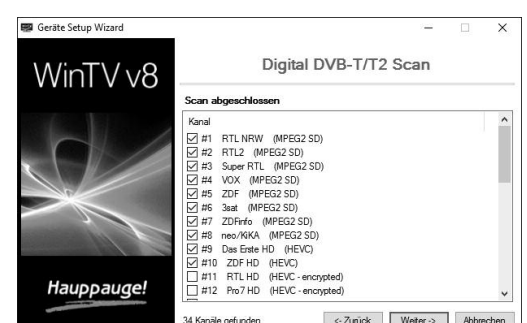 Geräte Setup Wizard
WinTV v8
Digital DVB-T/T2 Scan
Scan abgeschlossen
Kanal
#1 RTL NRW (MPEG2 SD)
#2 RTL2 (MPEG2 SD)
#3 Super RTL (MPEG2 SD)
#4 VOX (MPEG2 SD)
#5 ZDF (MPEG2 SD)
#6 3sat (MPEG2 SD)
#7 ZDFinfo (MPEG2 SD)
#8 neo/KiKA (MPEG2 SD)
#9 Das Erste HD (HEVC)
#10 ZDF HD (HEVC)
#11 RTL HD (HEVC - encrypted)
#12 Pro7 HD (HEVC - encrypted)
Hauppauge!
34 Kanäle gefunden
<- Zurück
Weiter ->
Abbrechen